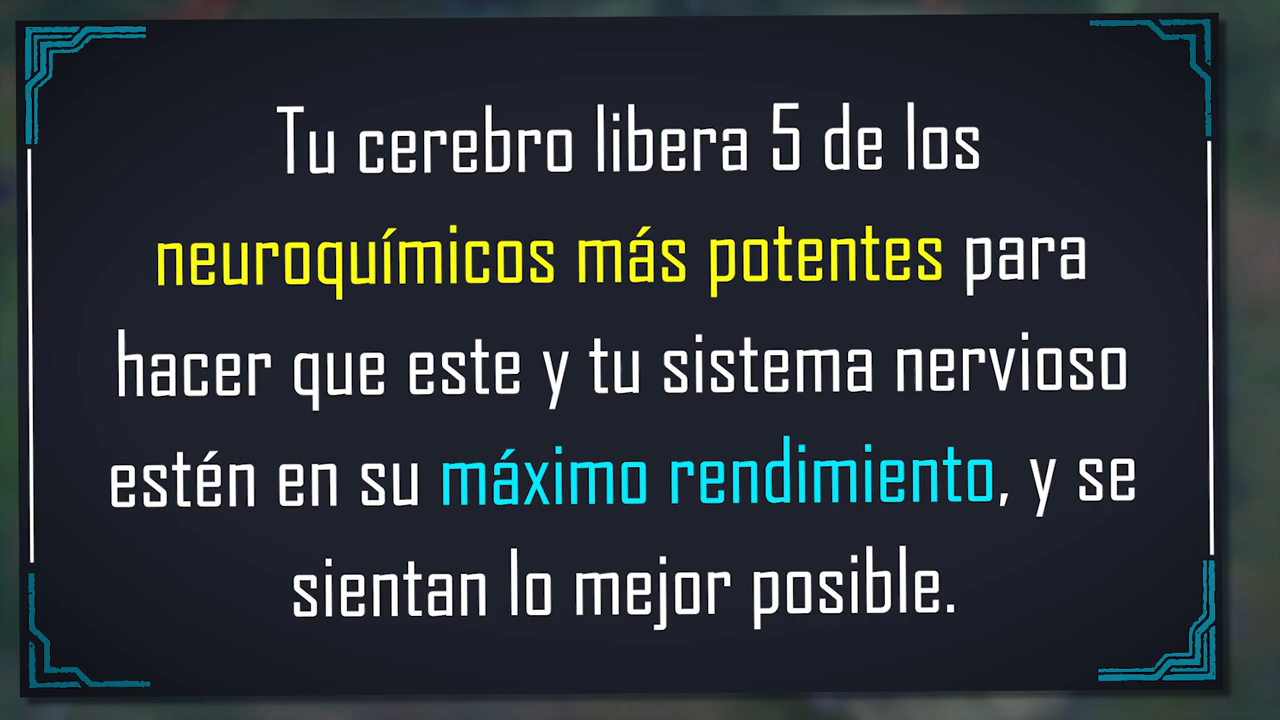 Tu cerebro libera 5 de los
neuroquímicos más potentes para
hacer que este y tu sistema nervioso
estén en su máximo rendimiento, y se
sientan lo mejor posible.